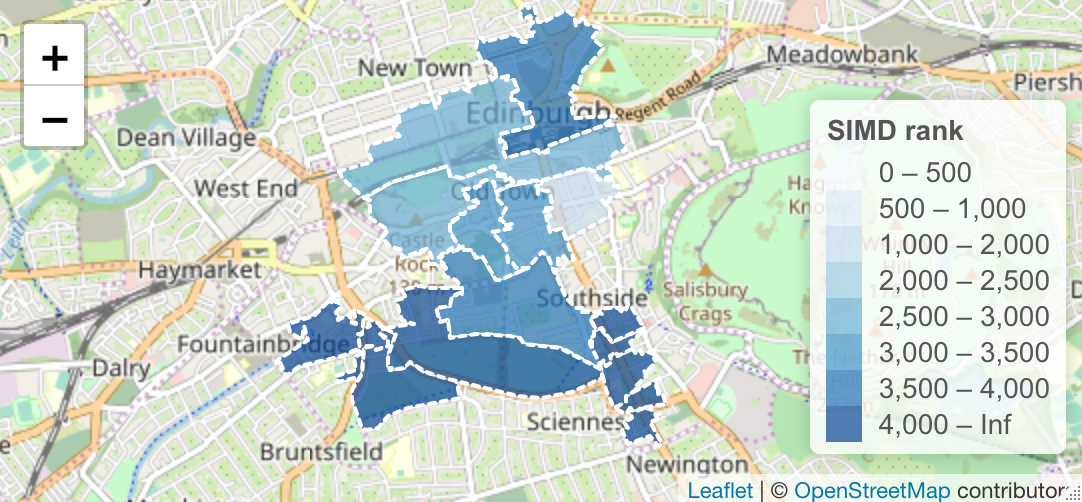 +
−
New Town
Meadowbank
Piersh
Edinburgh
Regent Road
Dean Village
SIMD rank
0 – 500
500 – 1,000
1,000 – 2,000
2,000 – 2,500
2,500 – 3,000
3,000 – 3,500
3,500 – 4,000
4,000 – Inf
West End
Old Town
Leith
Castle
Rock
Haymarket
Southside
Salisbury
Crags
Fountainbridge
Dalry
Sciennes
Bruntsfield
Newington
Leaflet | © OpenStreetMap contributors